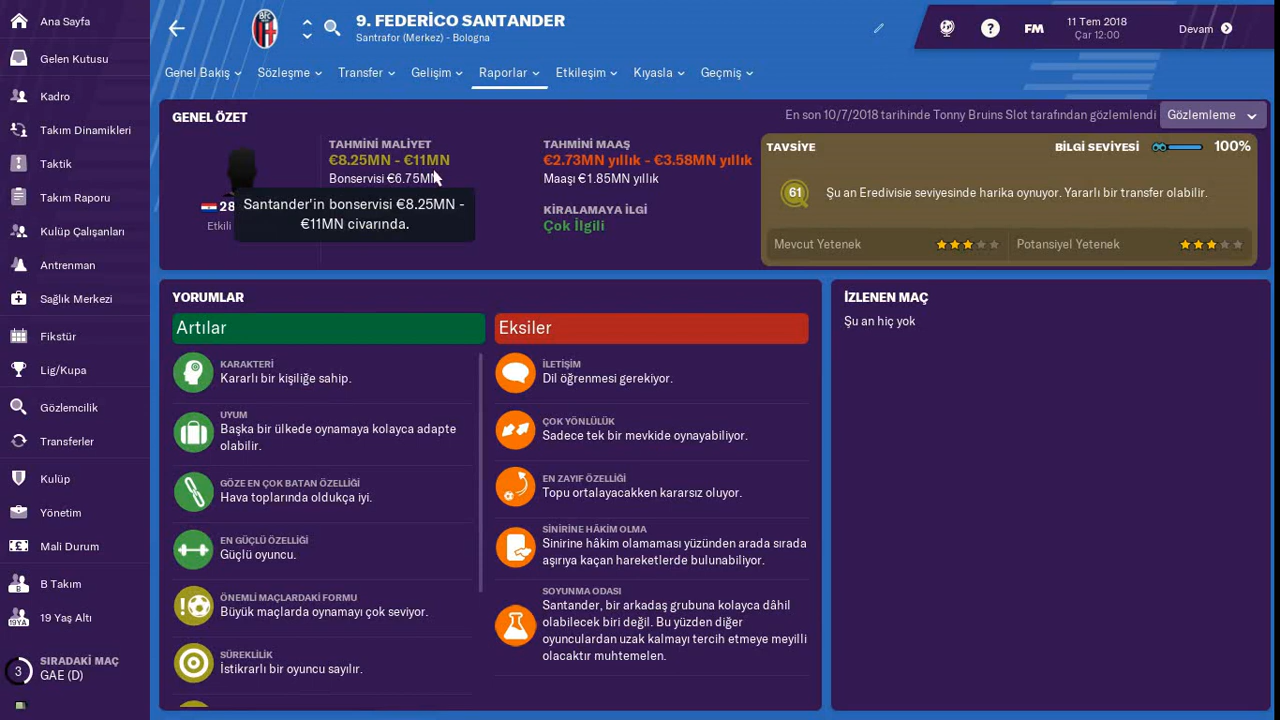 Ana Sayfa
Gelen Kutusu
Kadro
Takım Dinamikleri
Taktik
Takım Raporu
Kulüp Çalışanları
Antrenman
Sağlık Merkezi
Fikstür
Lig/Kupa
Gözlemcilik
Transferler
Kulüp
Yönetim
Mali Durum
B Takım
19 Yaş Altı
3
SIRADAKİ MAÇ
GAE (D)
9. FEDERİCO SANTANDER
Santrafor (Merkez) - Bologna
FM
11 Tem 2018
Çar 12:00
Devam
Genel Bakış
Sözleşme
Transfer
Gelişim
Raporlar
Etkileşim
Kıyasla
Geçmiş
GENEL ÖZET
En son 10/7/2018 tarihinde Tonny Bruins Slot tarafından gözlemlendi
Gözlemleme
28
Etkili
TAHMİNİ MALİYET
€8.25MN - €11MN
Bonservisi €6.75MN
Santander'in bonservisi €8.25MN -
€11MN civarında.
TAHMİNİ MAAŞ
€2.73MN yıllık - €3.58MN yıllık
Maaşı €1.85MN yıllık
KİRALAMAYA İLGİ
Çok İlgili
TAVSİYE
BİLGİ SEVİYESİ
100%
61
Şu an Eredivisie seviyesinde harika oynuyor. Yararlı bir transfer olabilir.
Mevcut Yetenek
Potansiyel Yetenek
YORUMLAR
Artılar
KARAKTERİ
Kararlı bir kişiliğe sahip.
UYUM
Başka bir ülkede oynamaya kolayca adapte
olabilir.
GÖZE EN ÇOK BATAN ÖZELLİĞİ
Hava toplarında oldukça iyi.
EN GÜÇLÜ ÖZELLİĞİ
Güçlü oyuncu.
ÖNEMLİ MAÇLARDAKİ FORMU
Büyük maçlarda oynamayı çok seviyor.
SÜREKLİLİK
İstikrarlı bir oyuncu sayılır.
Eksiler
İLETİŞİM
Dil öğrenmesi gerekiyor.
ÇOK YÖNLÜLÜK
Sadece tek bir mevkide oynayabiliyor.
EN ZAYIF ÖZELLİĞİ
Topu ortalayacakken kararsız oluyor.
SİNİRİNE HÂKİM OLMA
Sinirine hâkim olamaması yüzünden arada sırada
aşırıya kaçan hareketlerde bulunabiliyor.
SOYUNMA ODASI
Santander, bir arkadaş grubuna kolayca dâhil
olabilecek biri değil. Bu yüzden diğer
oyunculardan uzak kalmayı tercih etmeye meyilli
olacaktır muhtemelen.
İZLENEN MAÇ
Şu an hiç yok